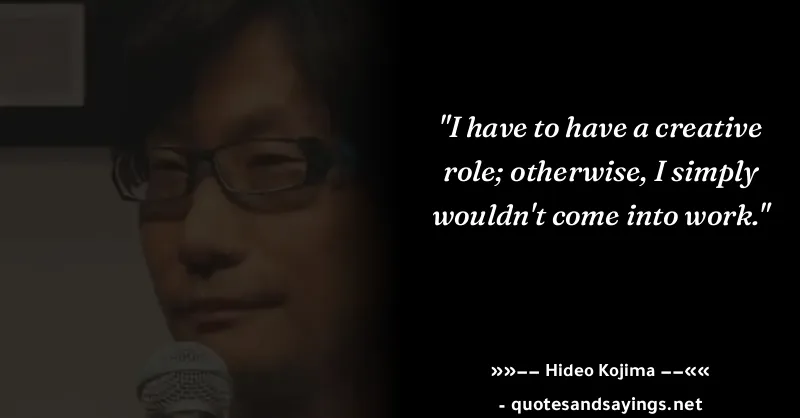 "I have to have a creative
role; otherwise, I simply
wouldn't come into work."
»»−− Hideo Kojima −−««
- quotesandsayings.net